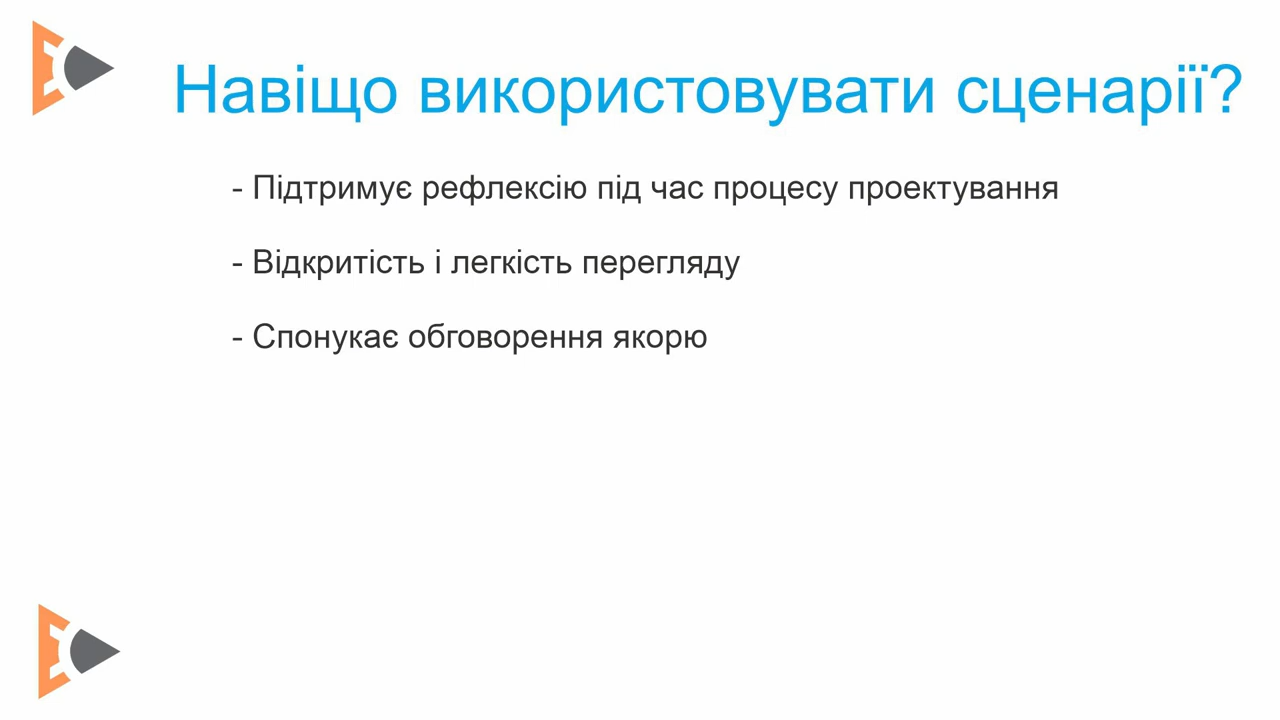 Навіщо використовувати сценарії?
- Підтримує рефлексію під час процесу проектування
- Відкритість і легкість перегляду
- Спонукає обговорення якорю